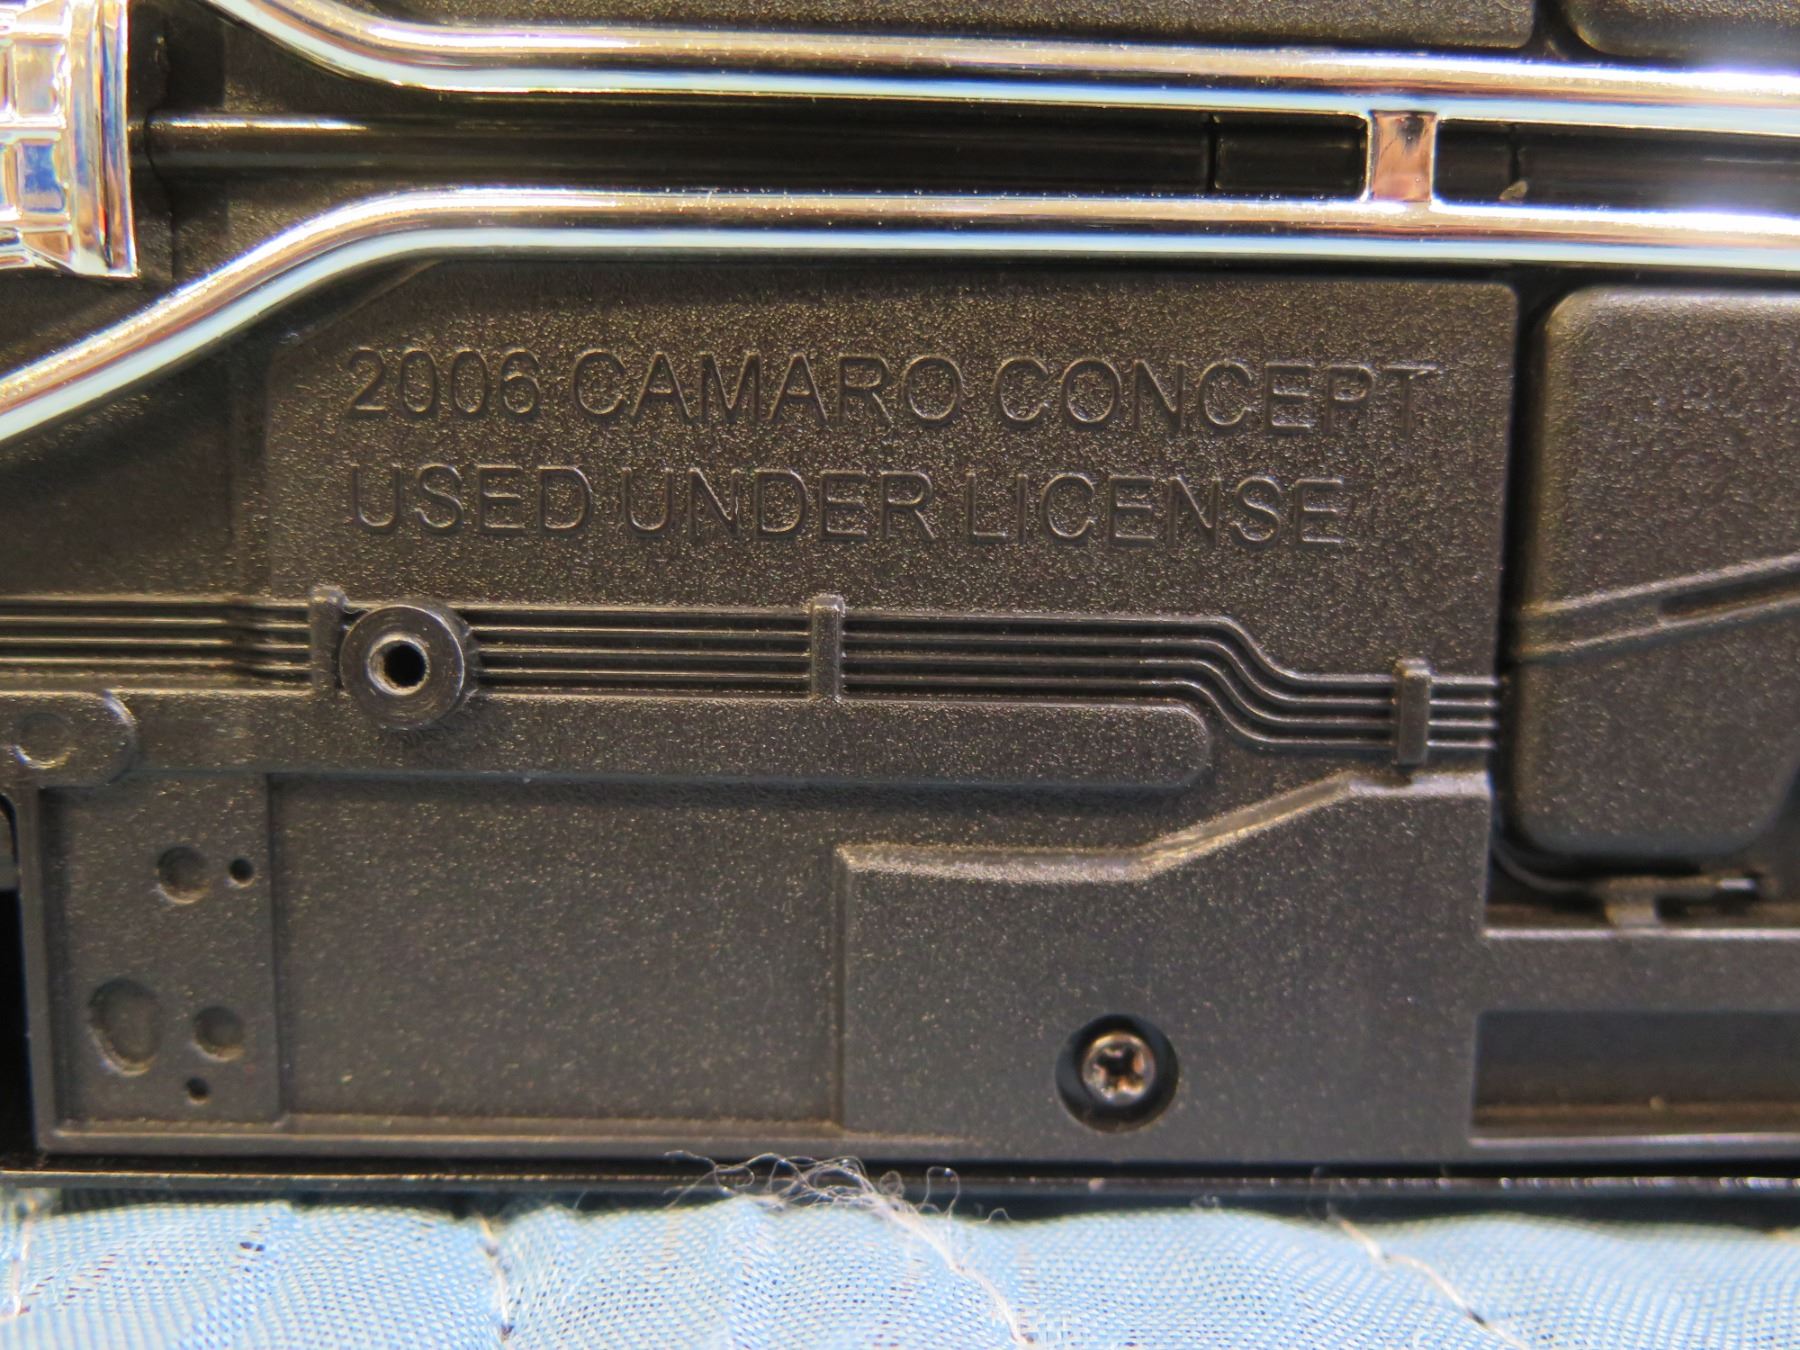 2006 CAMARO CONCEPT
USED UNDER LICENSE